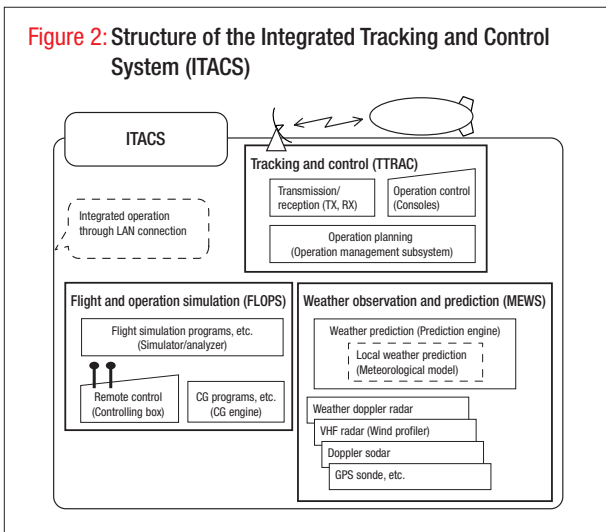 Figure 2: Structure of the Integrated Tracking and Control
System (ITACS)
ITACS
Tracking and control (TTRAC)
Transmission/
reception (TX, RX)
Operation control
(Consoles)
Operation planning
(Operation management subsystem)
Integrated operation
through LAN connection
Flight and operation simulation (FLOPS)
Flight simulation programs, etc.
(Simulator/analyzer)
Remote control
(Controlling box)
CG programs, etc.
(CG engine)
Weather observation and prediction (MEWS)
Weather prediction (Prediction engine)
Local weather prediction
(Meteorological model)
Weather doppler radar
VHF radar (Wind profiler)
Doppler sodar
GPS sonde, etc.